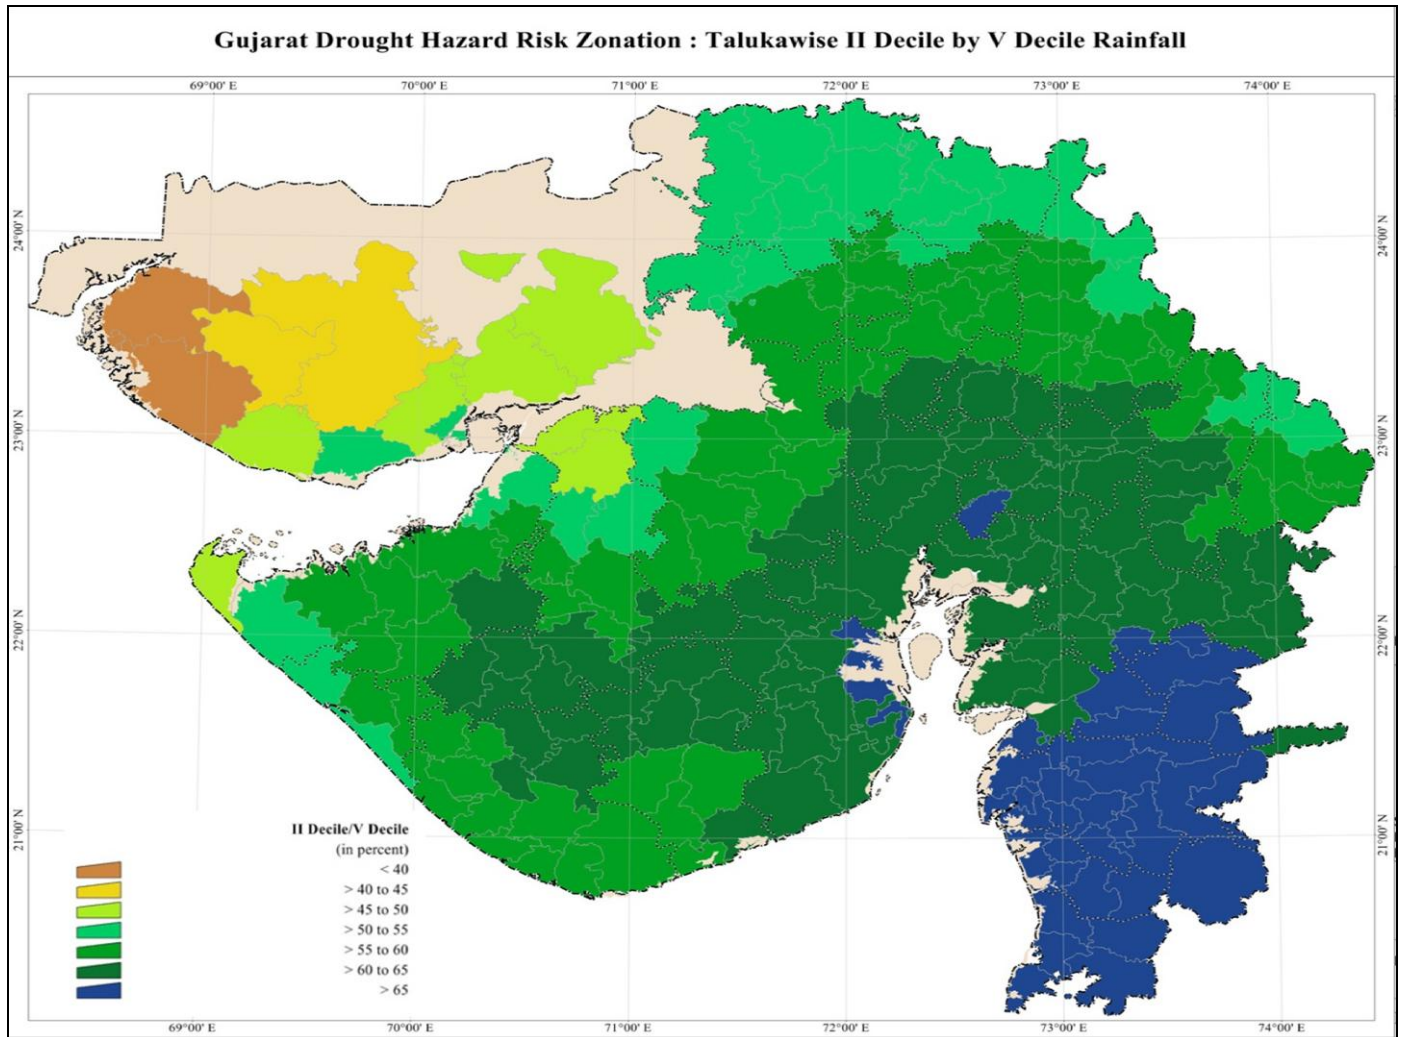 Gujarat Drought Hazard Risk Zonation : Talukawise II Decile by V Decile Rainfall
69°00' E 70°00' E 71°00' E 72°00' E 73°00' E 74°00' E
24°00' N 24°00' N
23°00' N 23°00' N
22°00' N 22°00' N
21°00' N 21°00' N
II Decile/V Decile
(in percent)
< 40
> 40 to 45
> 45 to 50
> 50 to 55
> 55 to 60
> 60 to 65
> 65
69°00' E 70°00' E 71°00' E 72°00' E 73°00' E 74°00' E